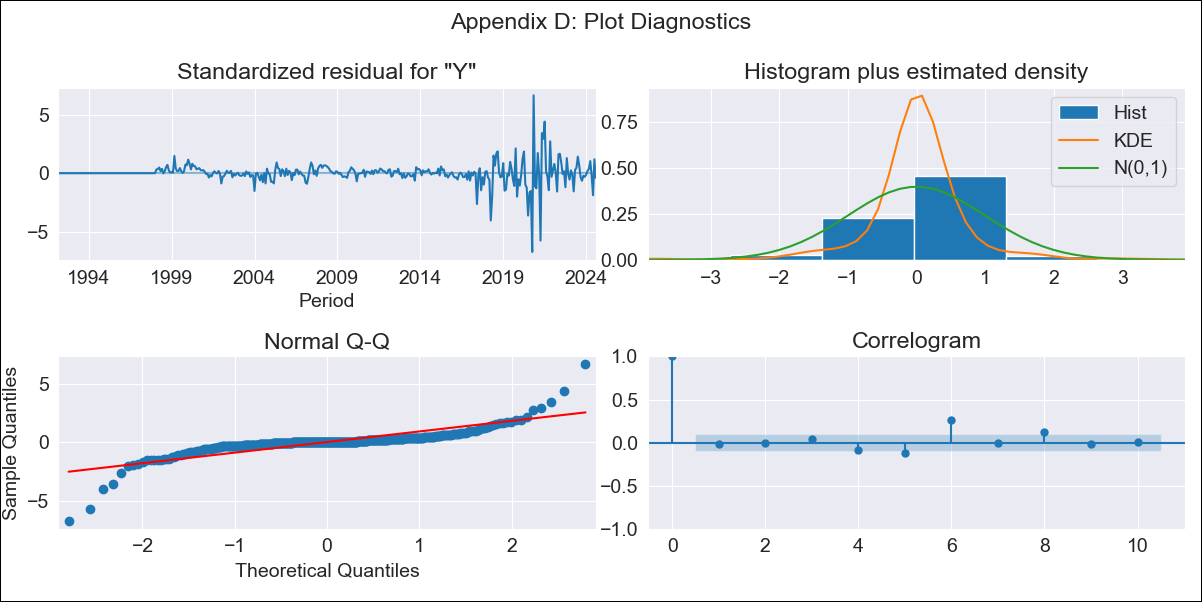 Appendix D: Plot Diagnostics
Standardized residual for "Y"
5
0
−5
1994 1999 2004 2009 2014 2019 2024
Period
Histogram plus estimated density
Hist
KDE
N(0,1)
0.75
0.50
0.25
0.00
−3 −2 −1 0 1 2 3
Normal Q-Q
Sample Quantiles
5
0
−5
−2 −1 0 1 2
Theoretical Quantiles
Correlogram
1.0
0.5
0.0
−0.5
−1.0
0 2 4 6 8 10